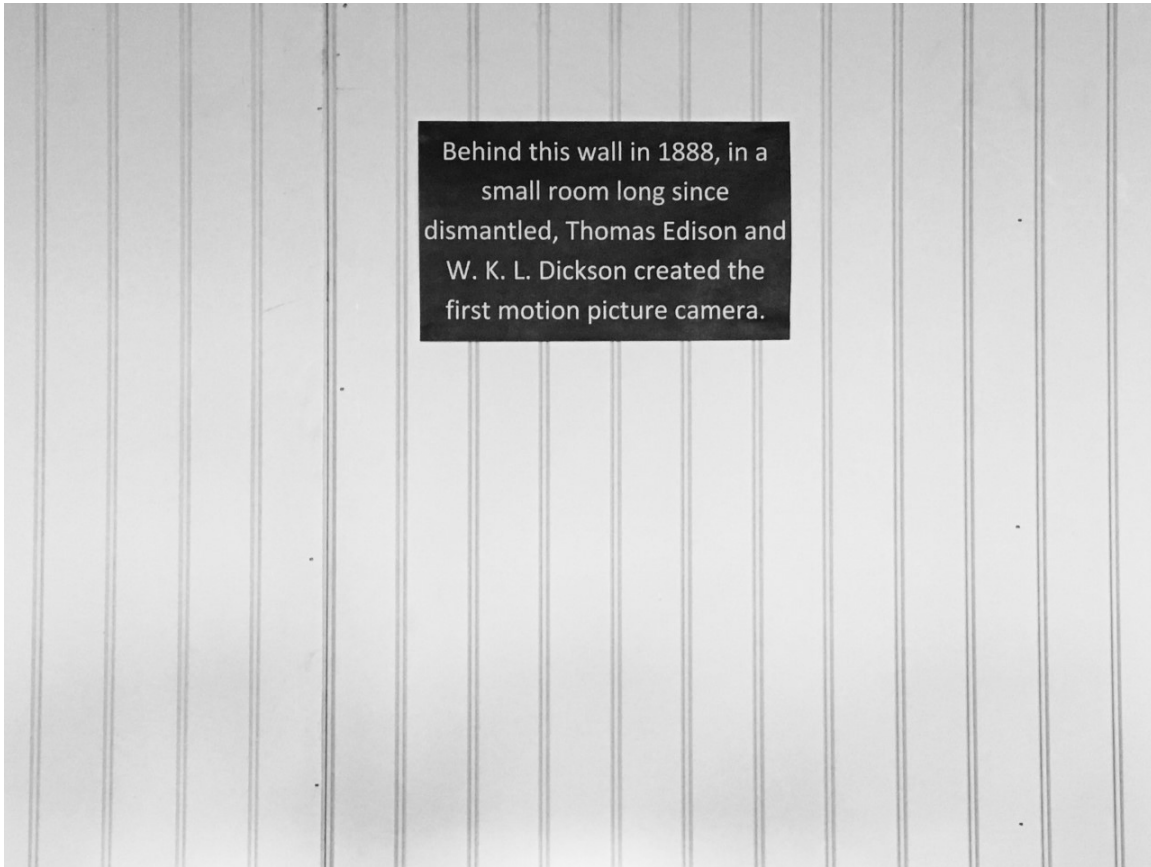 Behind this wall in 1888, in a
small room long since
dismantled, Thomas Edison and
W. K. L. Dickson created the
first motion picture camera.